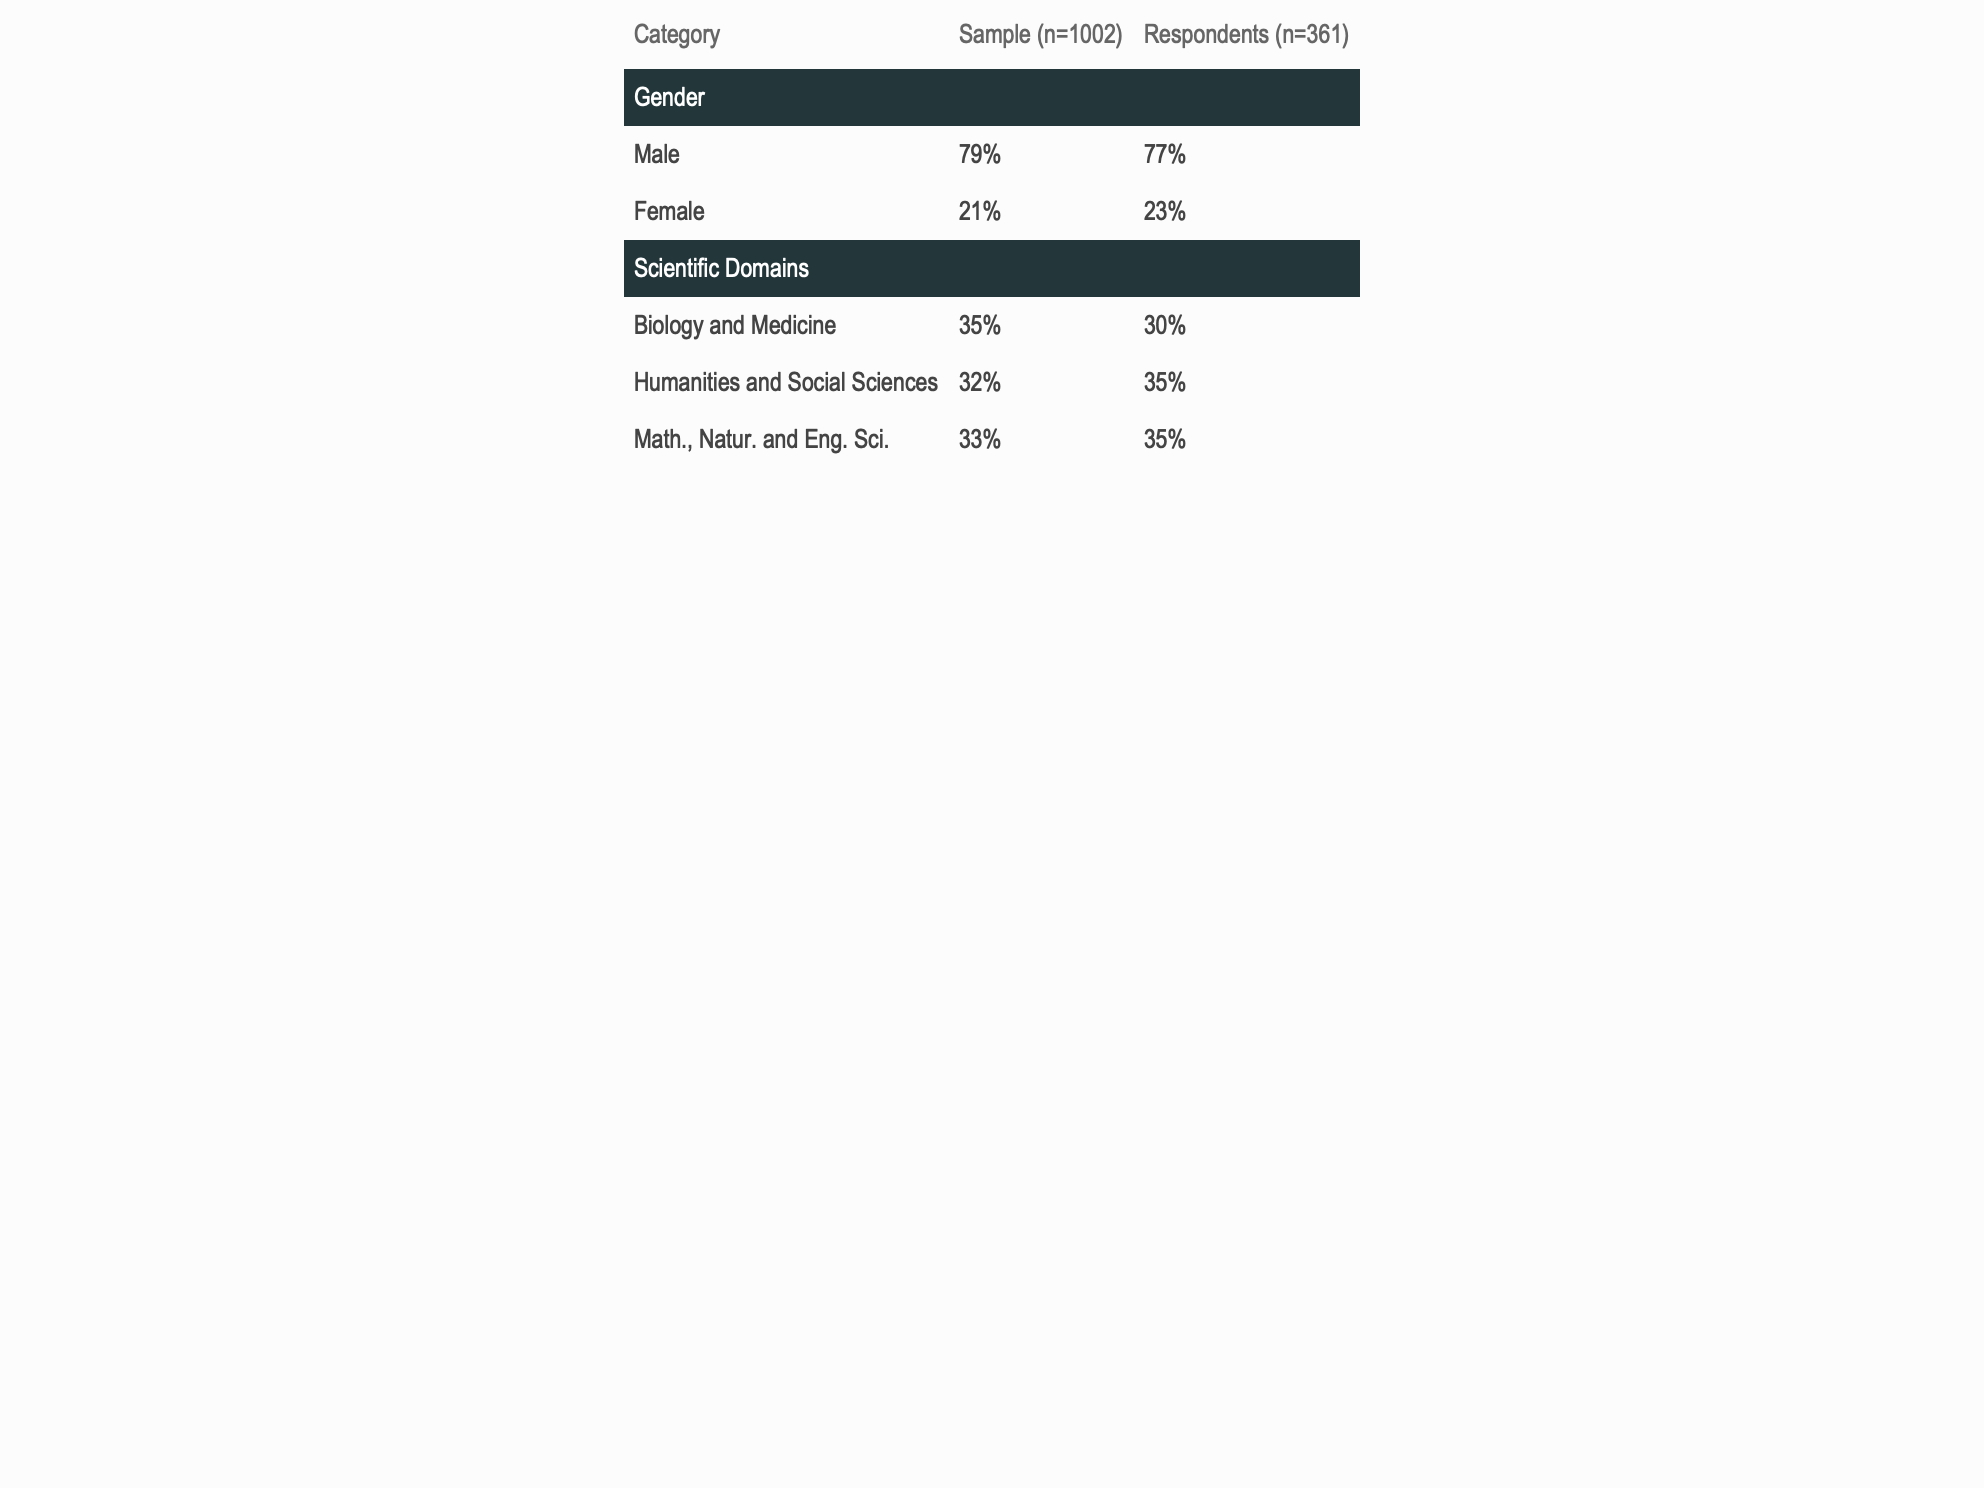 Category Sample (n=1002) Respondents (n=361)
Gender
Male 79% 77%
Female 21% 23%
Scientific Domains
Biology and Medicine 35% 30%
Humanities and Social Sciences 32% 35%
Math., Natur. and Eng. Sci. 33% 35%